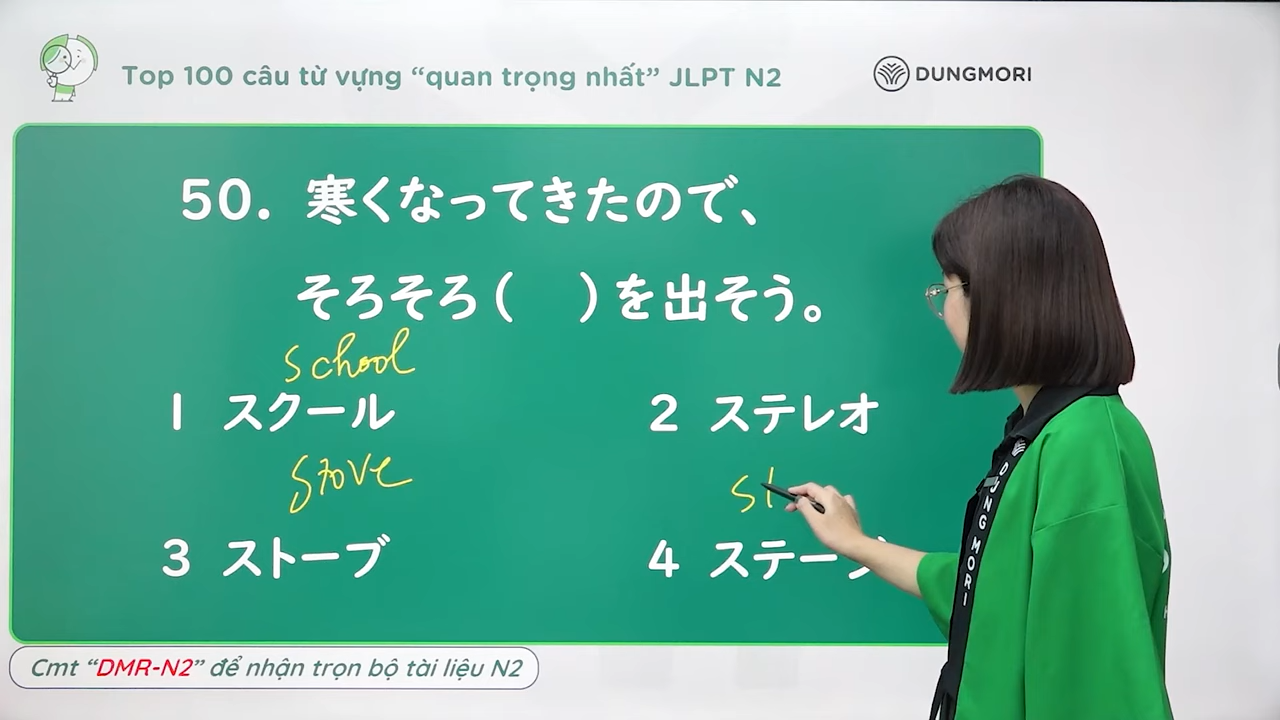 Top 100 câu từ vựng “quan trọng nhất” JLPT N2
DUNGMORI
50. 寒くなってきたので、
そろそろ( )を出そう。
school
1 スクール
2 ステレオ
stove
st
3 ストーブ
4 ステー
DUNG MORI
Cmt “DMR-N2” để nhận trọn bộ tài liệu N2